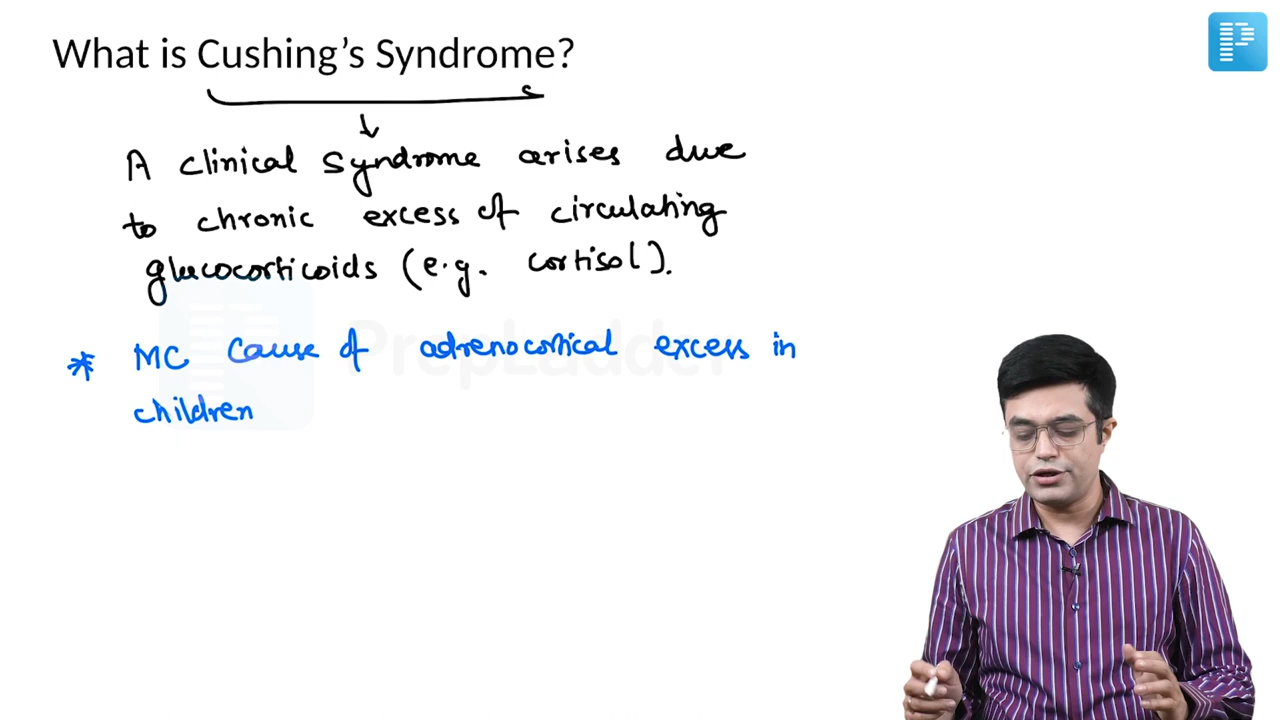 What is Cushing’s Syndrome?
A clinical syndrome arises due
to chronic excess of circulating
glucocorticoids (e.g. cortisol).
PrepLadder
* MC cause of adrenocortical excess in
children